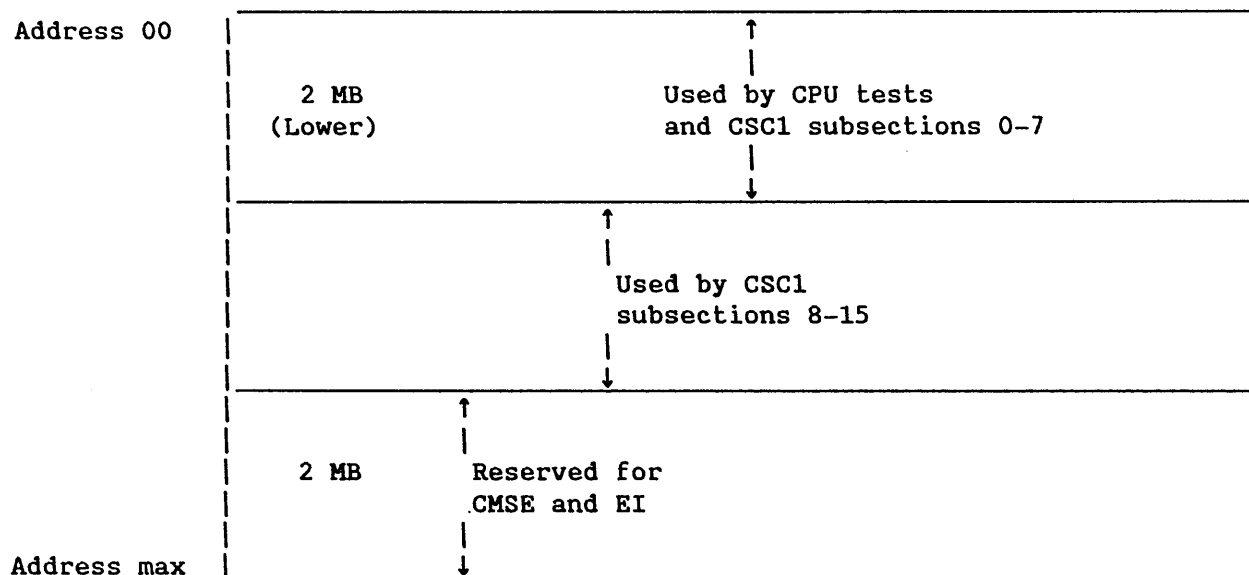 Address 00
2 MB
(Lower)
Used by CPU tests
and CSC1 subsections 0-7
Used by CSC1
subsections 8-15
2 MB
Reserved for
CMSE and EI
Address max